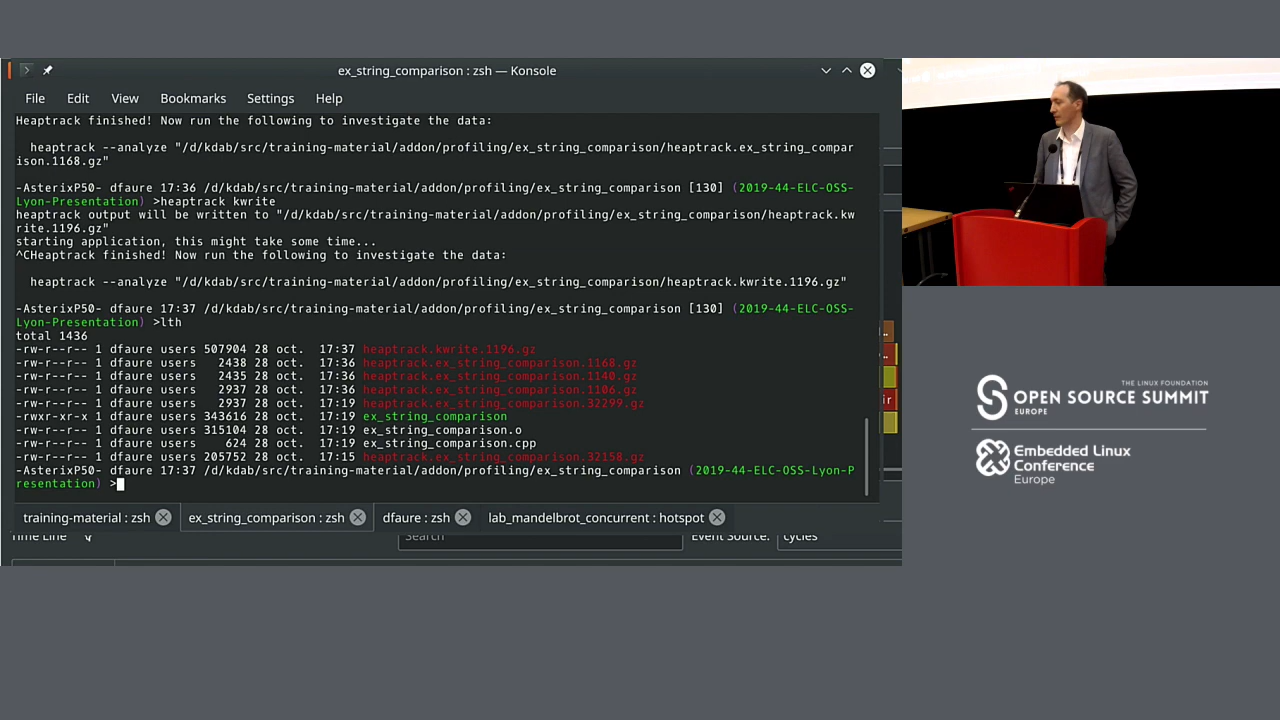 ex_string_comparison : zsh — Konsole
File Edit View Bookmarks Settings Help
Heaptrack finished! Now run the following to investigate the data:
heaptrack --analyze "/d/kdab/src/training-material/addon/profiling/ex_string_comparison/heaptrack.ex_string_compar
ison.1168.gz"
-AsterixP50- dfaure 17:36 /d/kdab/src/training-material/addon/profiling/ex_string_comparison [130] (2019-44-ELC-OSS-
Lyon-Presentation) >heaptrack kwrite
heaptrack output will be written to "/d/kdab/src/training-material/addon/profiling/ex_string_comparison/heaptrack.kw
rite.1196.gz"
starting application, this might take some time...
^CHeaptrack finished! Now run the following to investigate the data:
heaptrack --analyze "/d/kdab/src/training-material/addon/profiling/ex_string_comparison/heaptrack.kwrite.1196.gz"
-AsterixP50- dfaure 17:37 /d/kdab/src/training-material/addon/profiling/ex_string_comparison [130] (2019-44-ELC-OSS-
Lyon-Presentation) >lth
total 1436
-rw-r--r-- 1 dfaure users 507904 28 oct. 17:37 heaptrack.kwrite.1196.gz
-rw-r--r-- 1 dfaure users 2438 28 oct. 17:36 heaptrack.ex_string_comparison.1168.gz
-rw-r--r-- 1 dfaure users 2435 28 oct. 17:36 heaptrack.ex_string_comparison.1140.gz
-rw-r--r-- 1 dfaure users 2937 28 oct. 17:36 heaptrack.ex_string_comparison.1106.gz
-rw-r--r-- 1 dfaure users 2937 28 oct. 17:19 heaptrack.ex_string_comparison.32299.gz
-rwxr-xr-x 1 dfaure users 343616 28 oct. 17:19 ex_string_comparison
-rw-r--r-- 1 dfaure users 315104 28 oct. 17:19 ex_string_comparison.o
-rw-r--r-- 1 dfaure users 624 28 oct. 17:19 ex_string_comparison.cpp
-rw-r--r-- 1 dfaure users 205752 28 oct. 17:15 heaptrack.ex_string_comparison.32158.gz
-AsterixP50- dfaure 17:37 /d/kdab/src/training-material/addon/profiling/ex_string_comparison (2019-44-ELC-OSS-Lyon-P
resentation) >
training-material : zsh ex_string_comparison : zsh dfaure : zsh lab_mandelbrot_concurrent : hotspot
Time Line Search Event Source: cycles
THE LINUX FOUNDATION
OPEN SOURCE SUMMIT
EUROPE
Embedded Linux
Conference
Europe